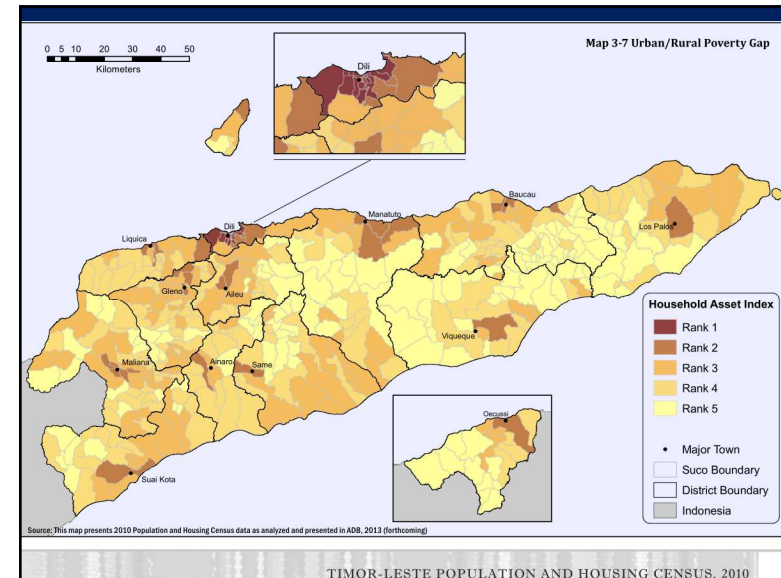 Map 3-7 Urban/Rural Poverty Gap
0 5 10 20 30 40 50
Kilometers
Dili
Baucau
Manatuto
Los Palos
Dili
Liquica
Gleno
Aileu
Viqueque
Maliana
Ainaro
Same
Suai Kota
Oecussi
Household Asset Index
Rank 1
Rank 2
Rank 3
Rank 4
Rank 5
Major Town
Suco Boundary
District Boundary
Indonesia
Source: This map presents 2010 Population and Housing Census data as analyzed and presented in ADB, 2013 (forthcoming)
TIMOR-LESTE POPULATION AND HOUSING CENSUS, 2010